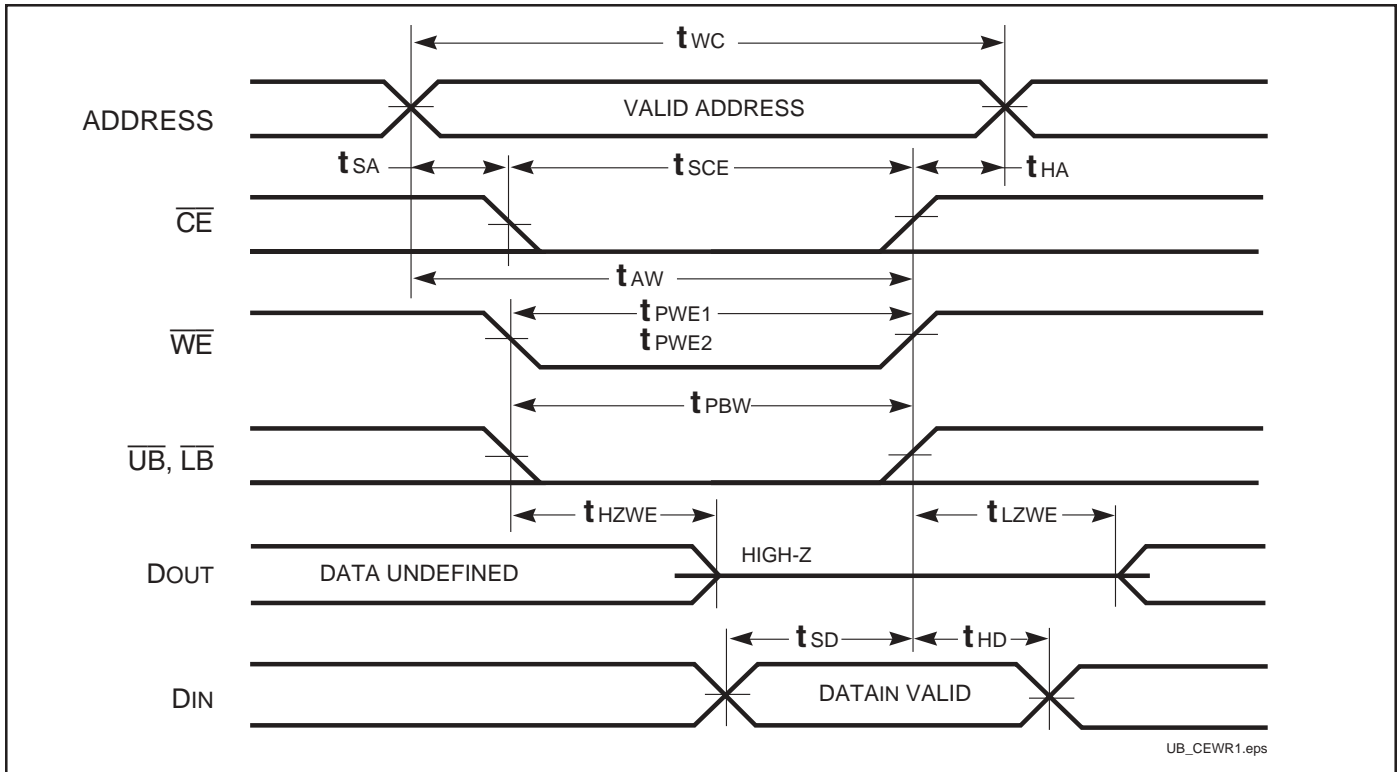 tWC
ADDRESS
VALID ADDRESS
tSA
tSCE
tHA
CE
tAW
WE
tPWE1
tPWE2
tPBW
UB, LB
tHZWE
tLZWE
DOUT
DATA UNDEFINED
HIGH-Z
tSD
tHD
DIN
DATAIN VALID
UB_CEWR1.eps